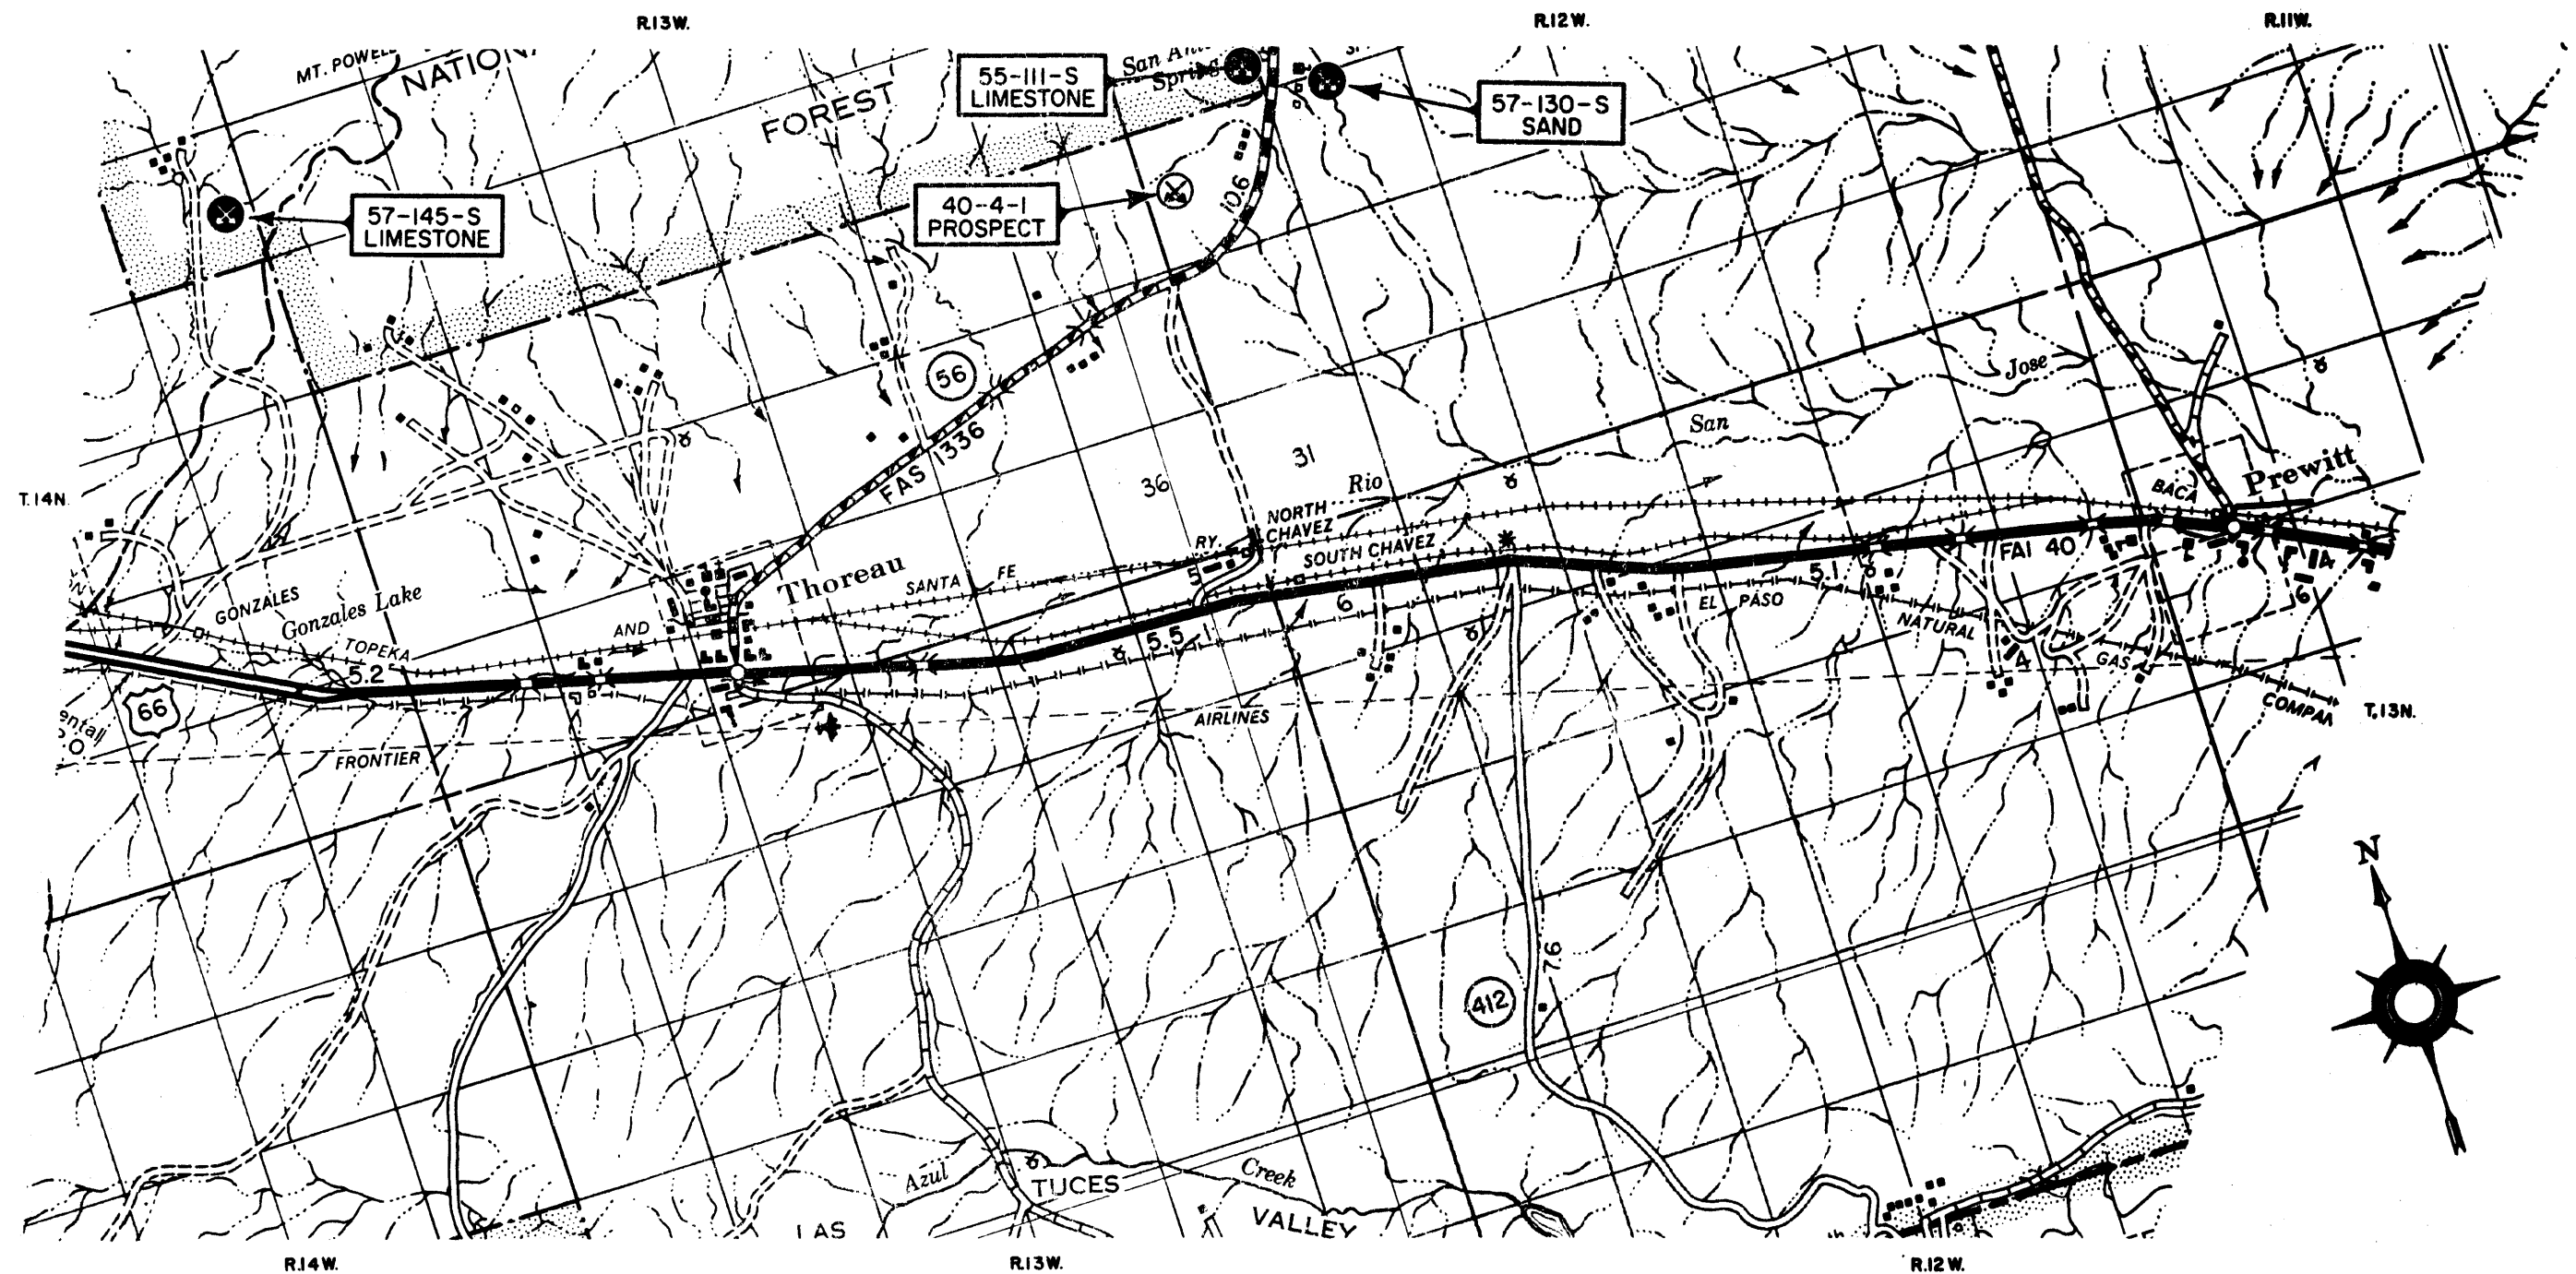 R.13W.
R.12W.
R.11W.
MT. POWELL
NATION
FOREST
55-111-S
LIMESTONE
San
Spring
57-130-S
SAND
57-145-S
LIMESTONE
40-4-1
PROSPECT
10.6
56
FAS 1336
Jose
San
Rio
36
31
T.14N.
Prewitt
BACA
NORTH
CHAVEZ
SOUTH CHAVEZ
RY.
FE
SANTA
AND
TOPEKA
Thoreau
GONZALES
Gonzales Lake
FAI 40
5
5.1
6
EL PASO
NATURAL
GAS
COMPAN
6
5.5
5.2
66
AIRLINES
FRONTIER
T.13N.
N
7.6
412
Azul
Creek
TUCES
LAS
VALLEY
R.14W.
R.13W.
R.12W.